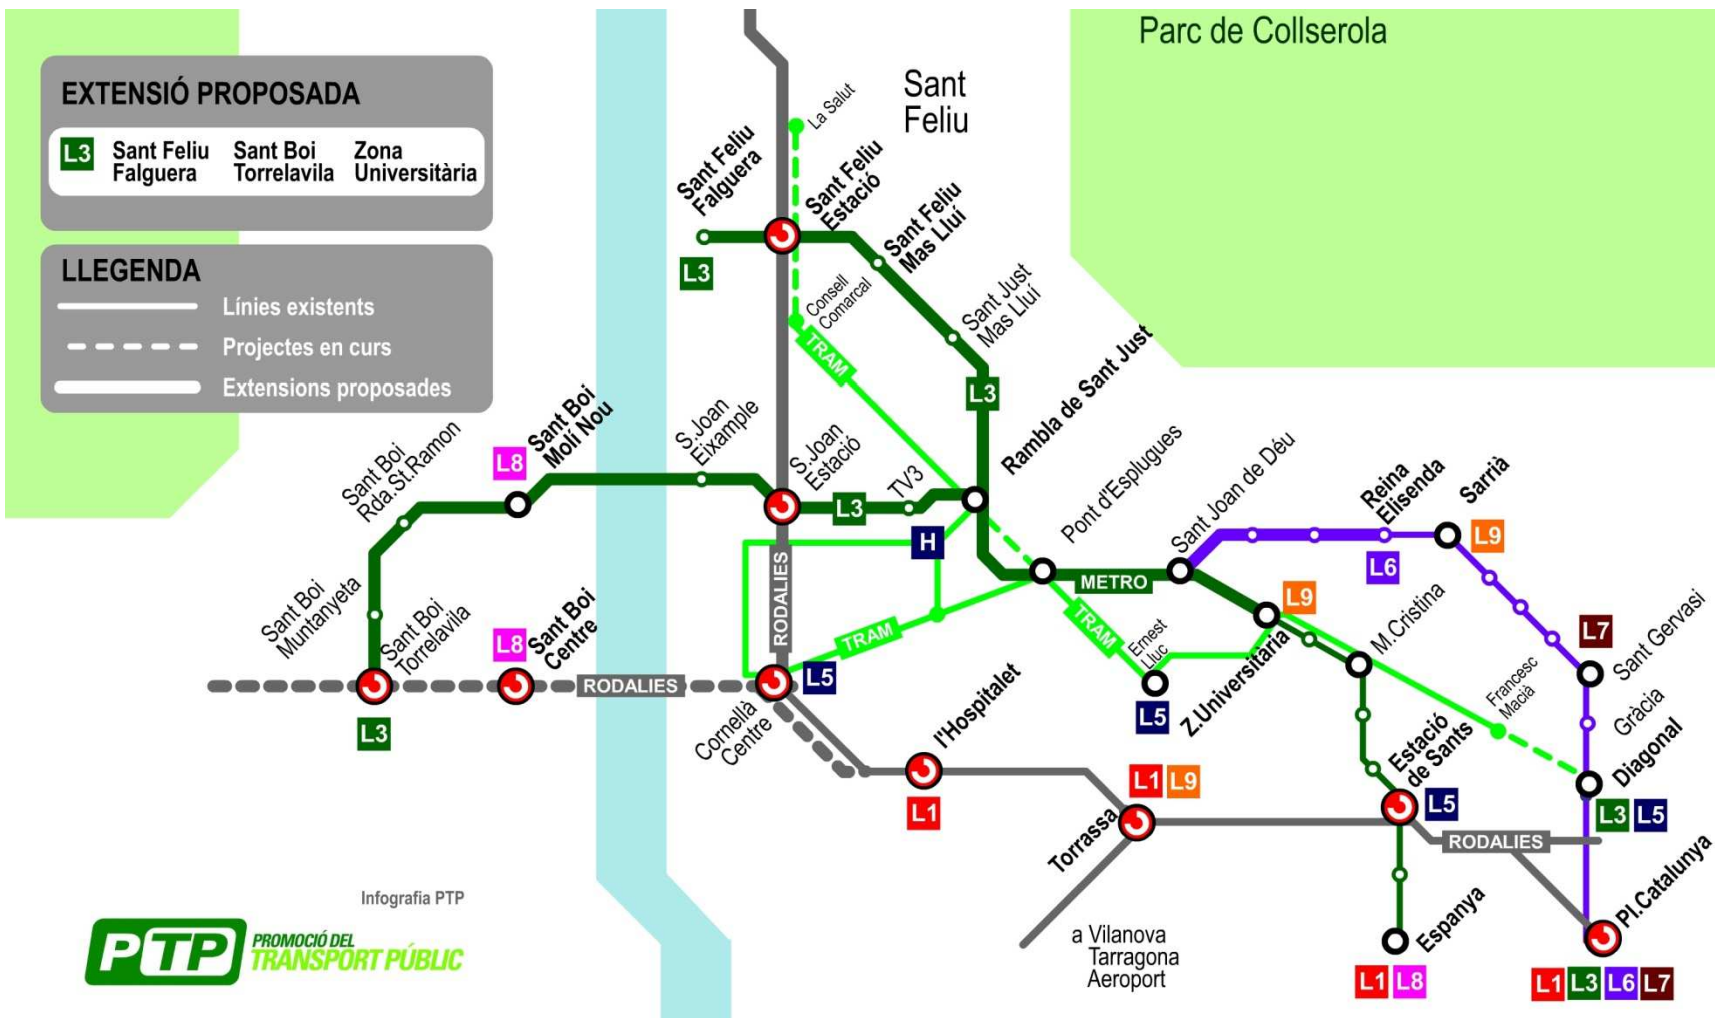 Parc de Collserola
EXTENSIÓ PROPOSADA
L3
Sant Feliu
Falguera
Sant Boi
Torrelavila
Zona
Universitària
LLEGENDA
Línies existents
Projectes en curs
Extensions proposades
Sant
Feliu
La Salut
Sant Feliu
Falguera
Sant Feliu
Estació
Sant Feliu
Mas Lluí
L3
Consell
Comarcal
Sant Just
Mas Lluí
TRAM
L3
Rambla de Sant Just
Sant Boi
Rda.St.Ramon
L8
Sant Boi
Molí Nou
S.Joan
Eixample
S.Joan
Estació
L3
TV3
Pont d'Esplugues
Sant Joan de Déu
Reina
Elisenda
Sarrià
L9
L6
H
METRO
RODALIES
Sant Boi
Muntanyeta
Sant Boi
Torrelavila
L8
Sant Boi
Centre
TRAM
TRAM
Ernest
Lluc
L9
M.Cristina
L7
Sant Gervasi
L3
RODALIES
L5
Cornellà
Centre
l'Hospitalet
L5
Z.Universitària
Francesc
Macià
Gràcia
Estació
de Sants
Diagonal
L1
L1 L9
Torrassa
L5
L3 L5
RODALIES
Pl.Catalunya
Espanya
a Vilanova
Tarragona
Aeroport
L1 L8
L1 L3 L6 L7
Infografia PTP
PTP
PROMOCIÓ DEL
TRANSPORT PÚBLIC